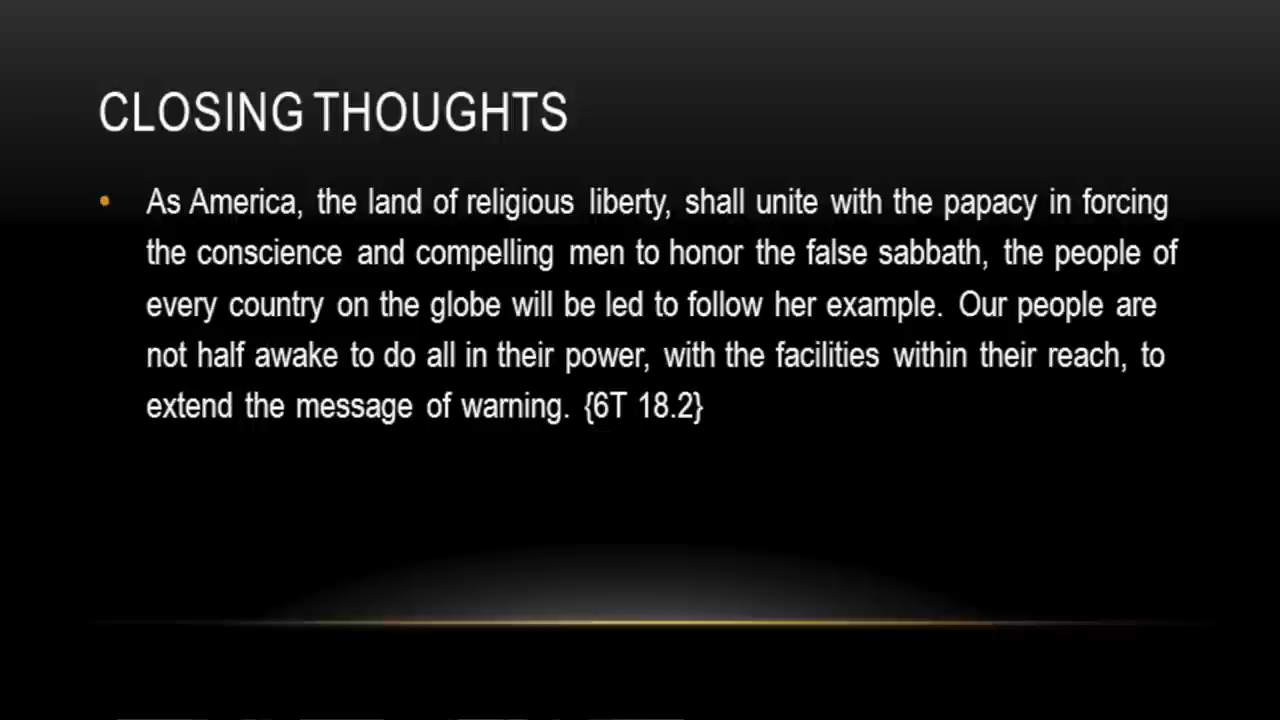 CLOSING THOUGHTS
• As America, the land of religious liberty, shall unite with the papacy in forcing
the conscience and compelling men to honor the false sabbath, the people of
every country on the globe will be led to follow her example. Our people are
not half awake to do all in their power, with the facilities within their reach, to
extend the message of warning. {6T 18.2}